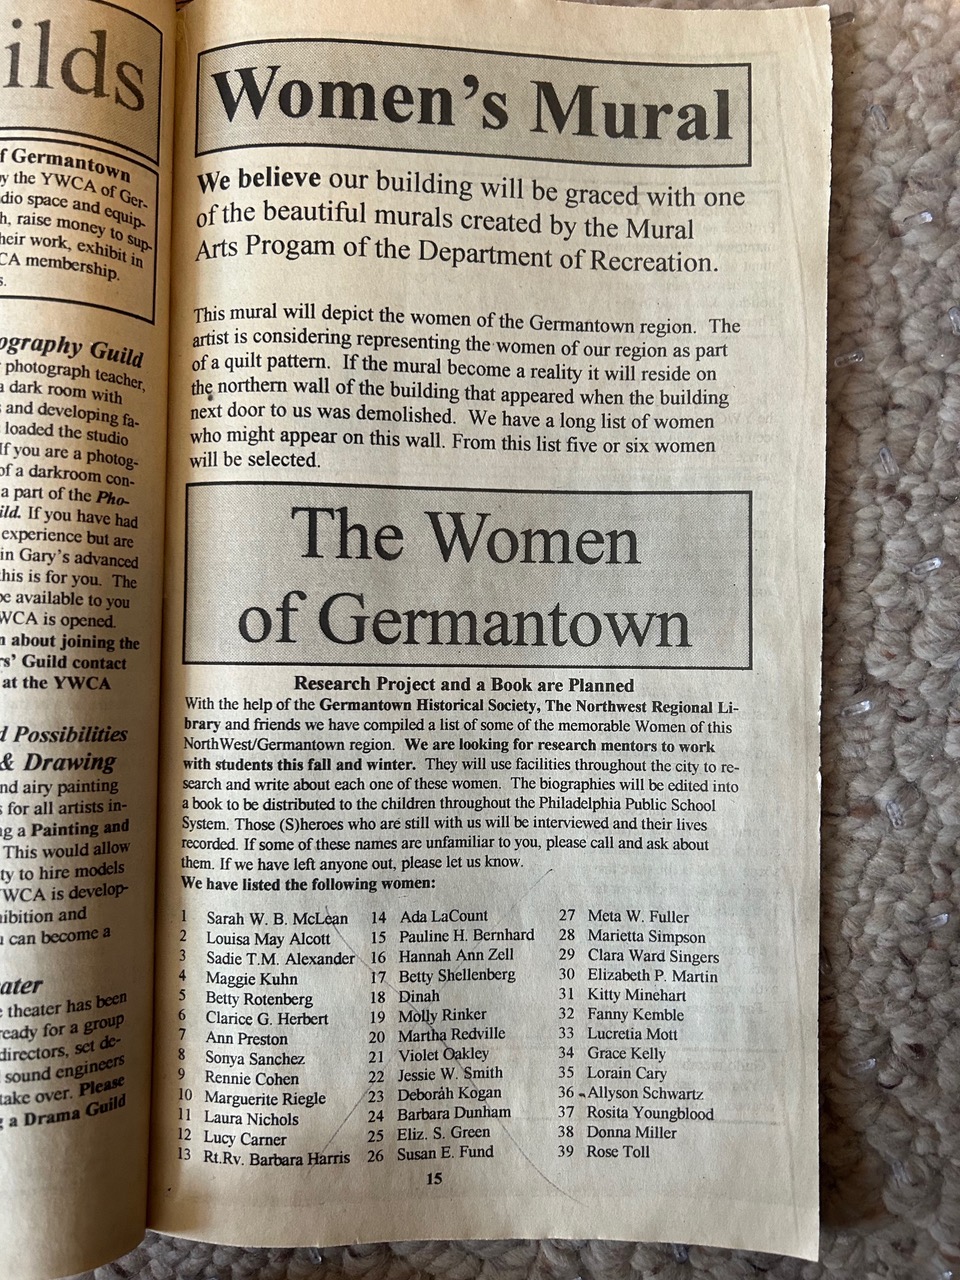 ilds
f Germantown
y the YWCA of Ger-
dio space and equip-
h, raise money to sup-
heir work, exhibit in
CA membership.
s.
ography Guild
photograph teacher,
a dark room with
s and developing fa-
loaded the studio
If you are a photog-
of a darkroom con-
a part of the Pho-
ild. If you have had
experience but are
in Gary's advanced
this is for you. The
be available to you
WCA is opened.
n about joining the
rs' Guild contact
at the YWCA
d Possibilities
& Drawing
nd airy painting
s for all artists in-
ng a Painting and
This would allow
ty to hire models
YWCA is develop-
ibition and
u can become a
ater
e theater has been
ready for a group
directors, set de-
sound engineers
take over. Please
g a Drama Guild
Women's Mural
We believe our building will be graced with one
of the beautiful murals created by the Mural
Arts Progam of the Department of Recreation.
This mural will depict the women of the Germantown region. The
artist is considering representing the women of our region as part
of a quilt pattern. If the mural become a reality it will reside on
the northern wall of the building that appeared when the building
next door to us was demolished. We have a long list of women
who might appear on this wall. From this list five or six women
will be selected.
The Women
of Germantown
Research Project and a Book are Planned
With the help of the Germantown Historical Society, The Northwest Regional Li-
brary and friends we have compiled a list of some of the memorable Women of this
NorthWest/Germantown region. We are looking for research mentors to work
with students this fall and winter. They will use facilities throughout the city to re-
search and write about each one of these women. The biographies will be edited into
a book to be distributed to the children throughout the Philadelphia Public School
System. Those (S)heroes who are still with us will be interviewed and their lives
recorded. If some of these names are unfamiliar to you, please call and ask about
them. If we have left anyone out, please let us know.
We have listed the following women:
1 Sarah W. B. McLean
2 Louisa May Alcott
3 Sadie T.M. Alexander
4 Maggie Kuhn
5 Betty Rotenberg
6 Clarice G. Herbert
7 Ann Preston
8 Sonya Sanchez
9 Rennie Cohen
10 Marguerite Riegle
11 Laura Nichols
12 Lucy Carner
13 Rt.Rv. Barbara Harris
14 Ada LaCount
15 Pauline H. Bernhard
16 Hannah Ann Zell
17 Betty Shellenberg
18 Dinah
19 Molly Rinker
20 Martha Redville
21 Violet Oakley
22 Jessie W. Smith
23 Deborah Kogan
24 Barbara Dunham
25 Eliz. S. Green
26 Susan E. Fund
27 Meta W. Fuller
28 Marietta Simpson
29 Clara Ward Singers
30 Elizabeth P. Martin
31 Kitty Minehart
32 Fanny Kemble
33 Lucretia Mott
34 Grace Kelly
35 Lorain Cary
36 Allyson Schwartz
37 Rosita Youngblood
38 Donna Miller
39 Rose Toll
15